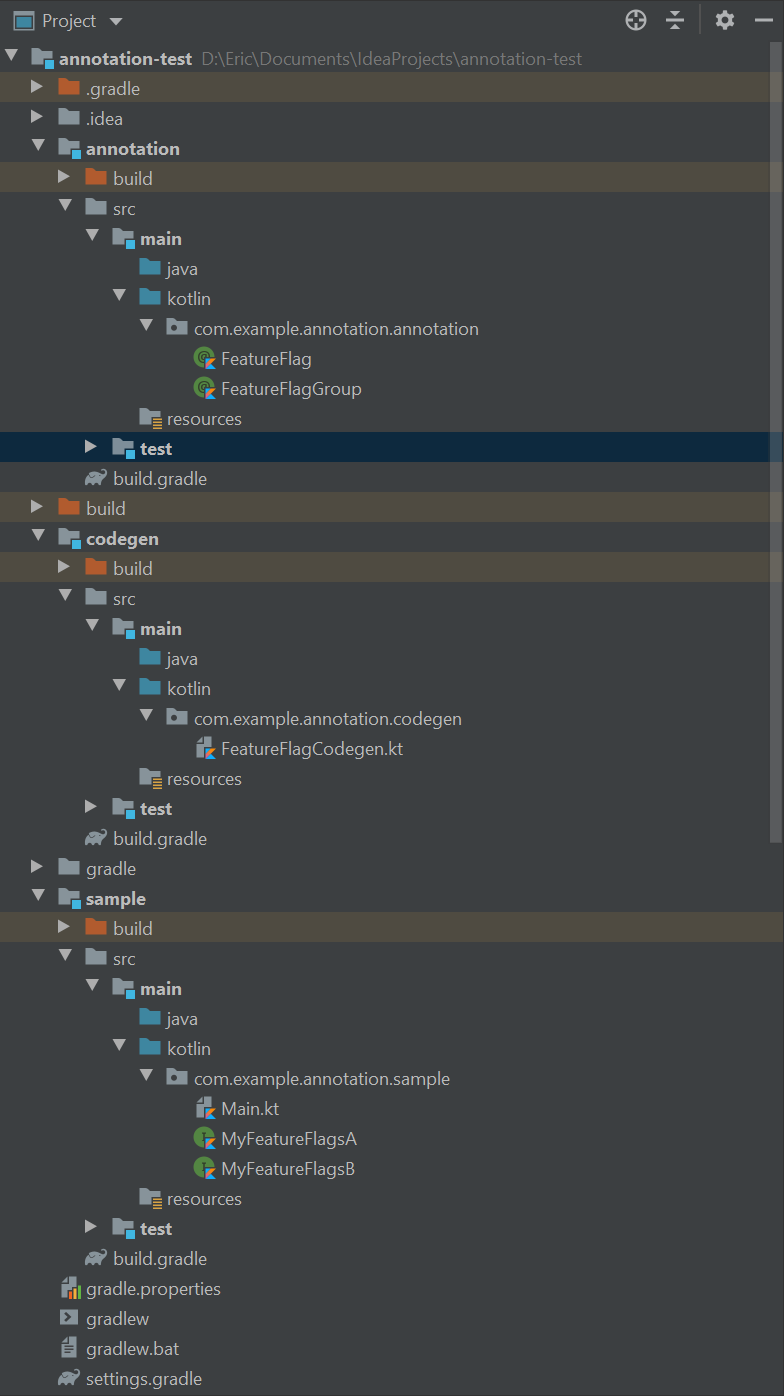 Project
annotation-test D:\Eric\Documents\IdeaProjects\annotation-test
.gradle
.idea
annotation
build
src
main
java
kotlin
com.example.annotation.annotation
FeatureFlag
FeatureFlagGroup
resources
test
build.gradle
build
codegen
build
src
main
java
kotlin
com.example.annotation.codegen
FeatureFlagCodegen.kt
resources
test
build.gradle
gradle
sample
build
src
main
java
kotlin
com.example.annotation.sample
Main.kt
MyFeatureFlagsA
MyFeatureFlagsB
resources
test
build.gradle
gradle.properties
gradlew
gradlew.bat
settings.gradle